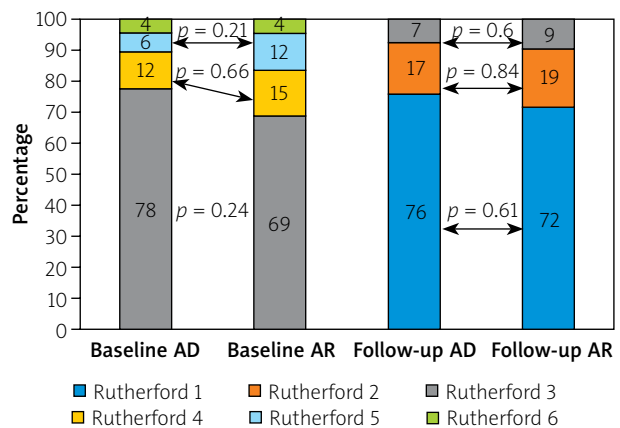 Percentage
100
90
80
70
60
50
40
30
20
10
0
4
6
12
78
p = 0.21
p = 0.66
p = 0.24
4
12
15
69
7
17
76
p = 0.6
p = 0.84
p = 0.61
9
19
72
Baseline AD Baseline AR Follow-up AD Follow-up AR
Rutherford 1 Rutherford 2 Rutherford 3
Rutherford 4 Rutherford 5 Rutherford 6